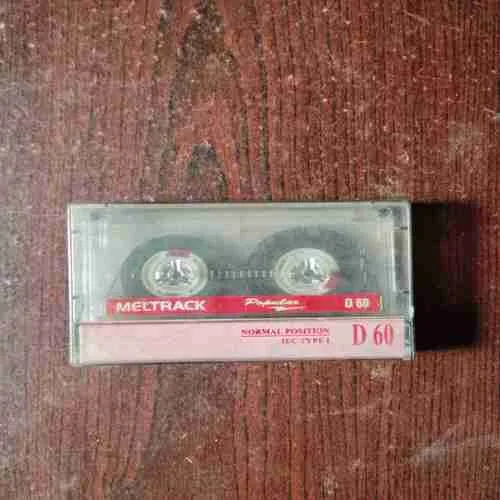 MELTRACK Popular D 60
NORMAL POSITION
IEC TYPE I D 60